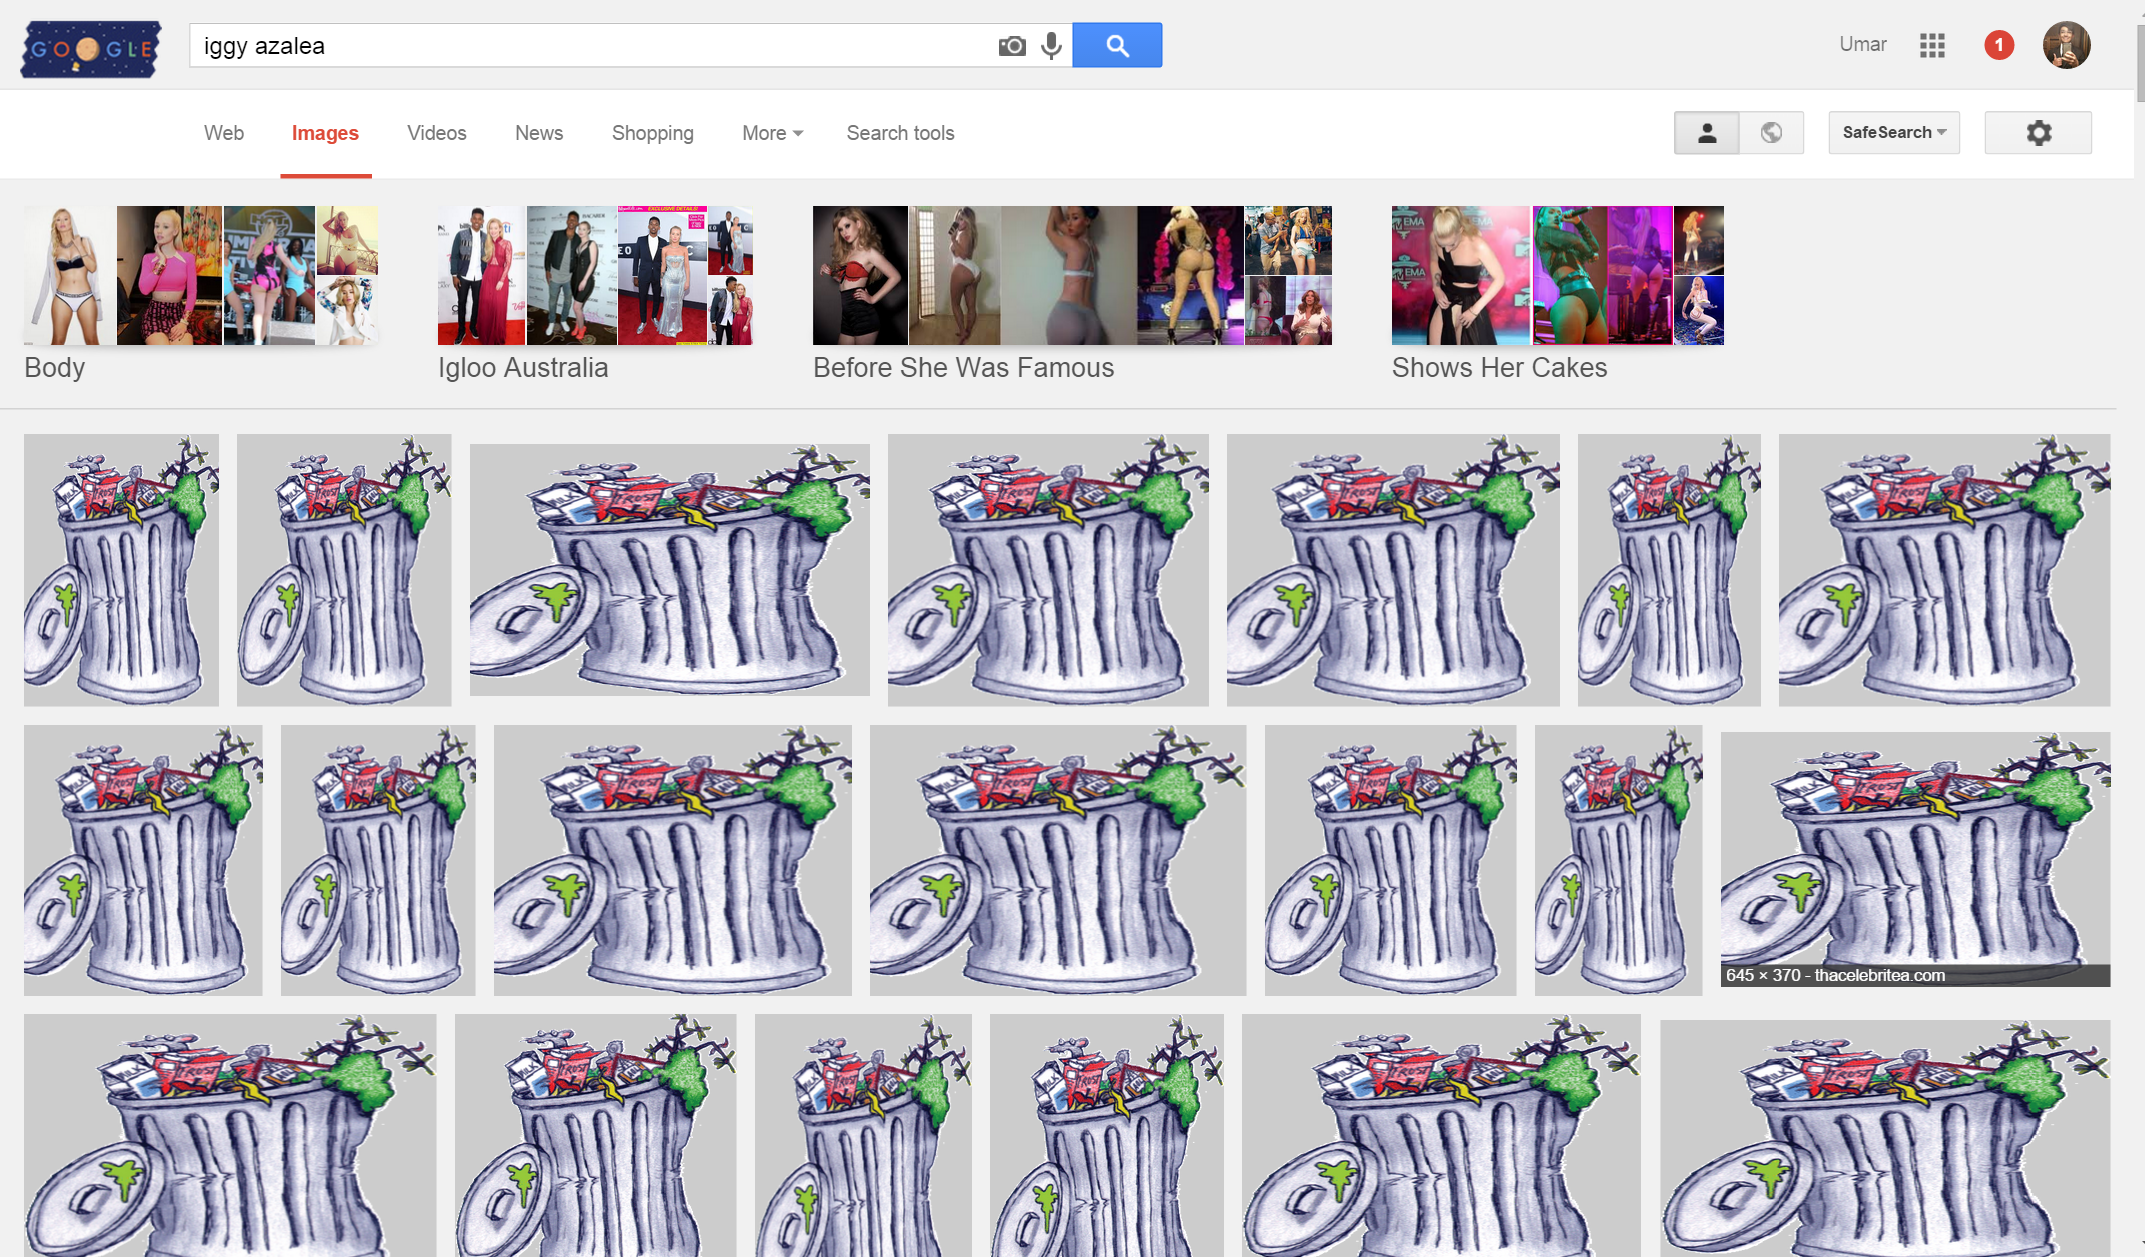 GOOGLE
iggy azalea
Umar
1
Web Images Videos News Shopping More Search tools
SafeSearch
Body
Igloo Australia
Before She Was Famous
Shows Her Cakes
645 × 370 - thacelebritea.com